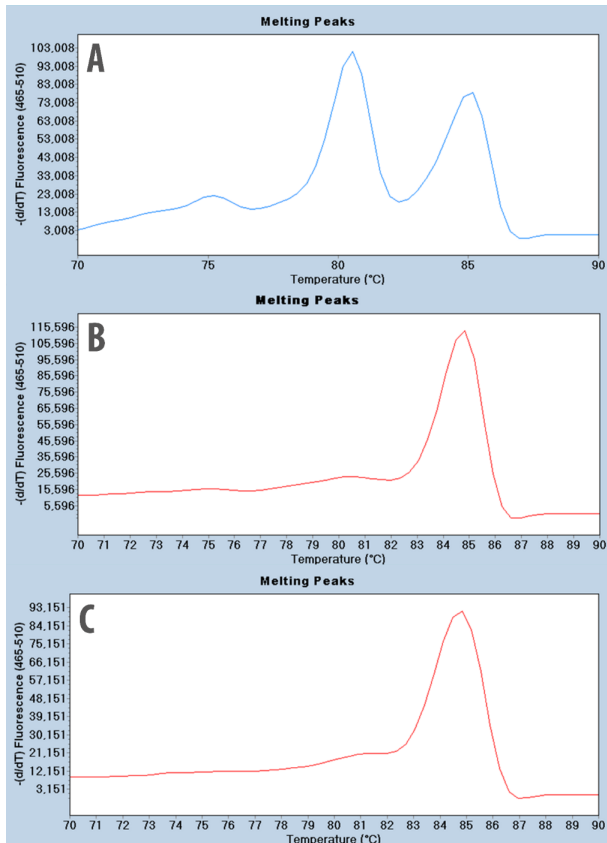 Melting Peaks
A
-(d/dT) Fluorescence (465-510)
103,008
93,008
83,008
73,008
63,008
53,008
43,008
33,008
23,008
13,008
3,008
70 75 80 85 90
Temperature (°C)
Melting Peaks
B
-(d/dT) Fluorescence (465-510)
115,596
105,596
95,596
85,596
75,596
65,596
55,596
45,596
35,596
25,596
15,596
5,596
70 71 72 73 74 75 76 77 78 79 80 81 82 83 84 85 86 87 88 89 90
Temperature (°C)
Melting Peaks
C
-(d/dT) Fluorescence (465-510)
93,151
84,151
75,151
66,151
57,151
48,151
39,151
30,151
21,151
12,151
3,151
70 71 72 73 74 75 76 77 78 79 80 81 82 83 84 85 86 87 88 89 90
Temperature (°C)